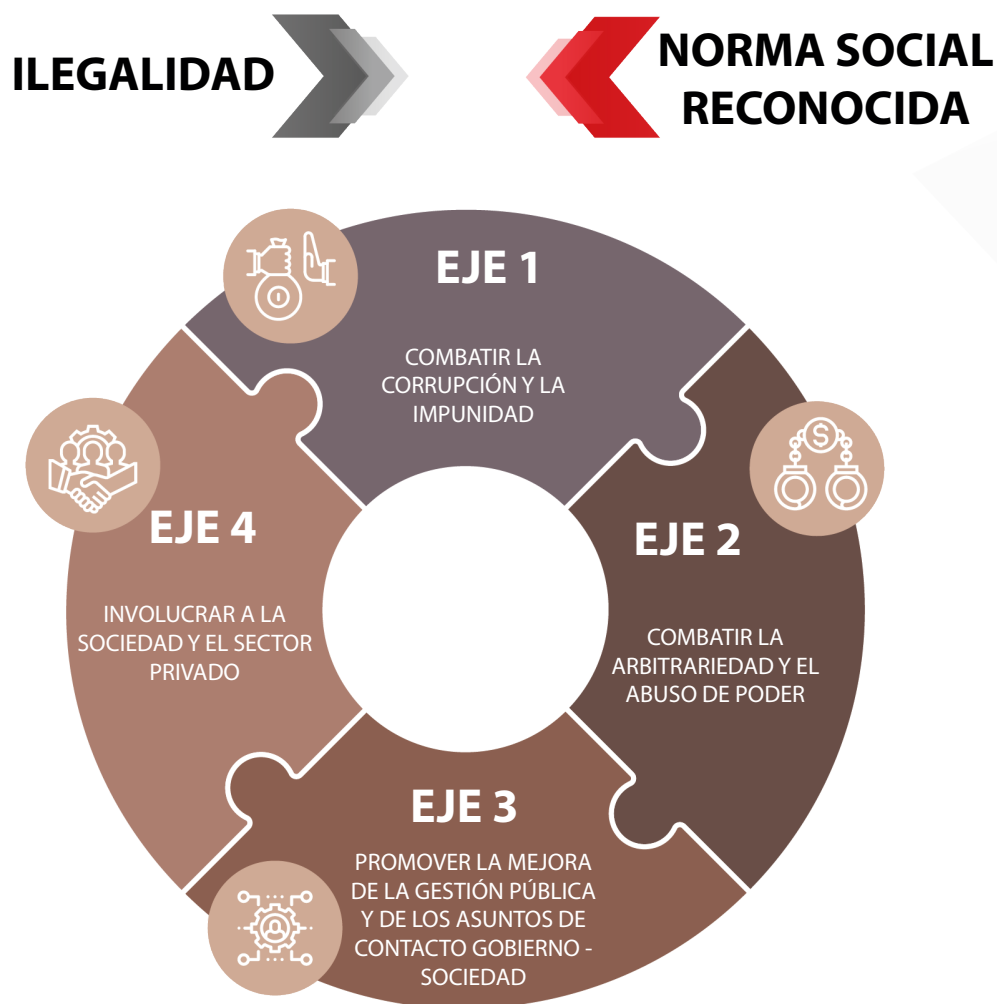 ILEGALIDAD
NORMA SOCIAL
RECONOCIDA
EJE 1
COMBATIR LA
CORRUPCIÓN Y LA
IMPUNIDAD
EJE 2
COMBATIR LA
ARBITRARIEDAD Y EL
ABUSO DE PODER
EJE 3
PROMOVER LA MEJORA
DE LA GESTIÓN PÚBLICA
Y DE LOS ASUNTOS DE
CONTACTO GOBIERNO -
SOCIEDAD
EJE 4
INVOLUCRAR A LA
SOCIEDAD Y EL SECTOR
PRIVADO